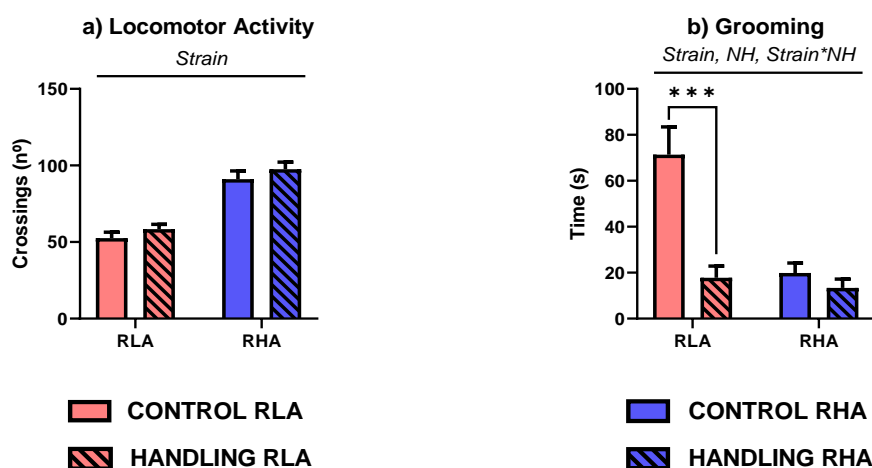 a) Locomotor Activity
Strain
150
100
50
0
Crossings (nº)
RLA RHA
b) Grooming
Strain, NH, Strain*NH
100
80
60
40
20
0
Time (s)
***
RLA RHA
CONTROL RLA
HANDLING RLA
CONTROL RHA
HANDLING RHA